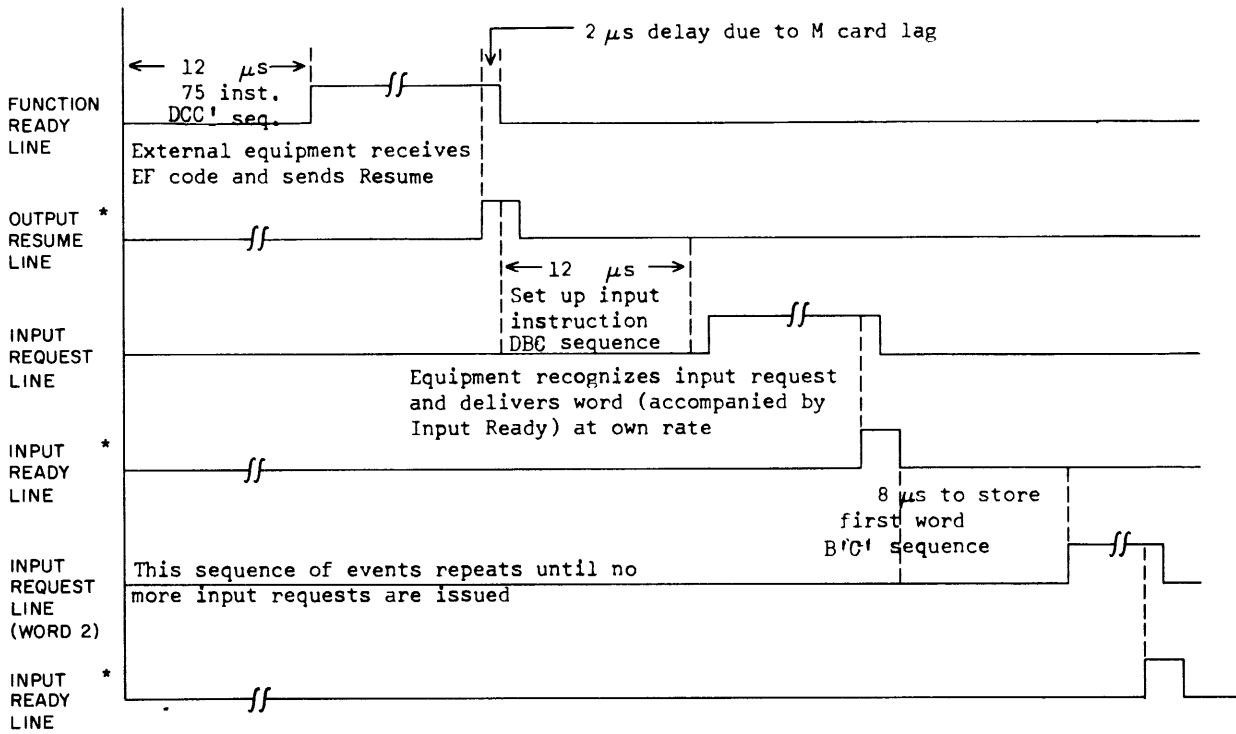 2 μs delay due to M card lag
← 12 μs →
75 inst.
DCC' seq.
FUNCTION
READY
LINE
External equipment receives
EF code and sends Resume
OUTPUT *
RESUME
LINE
← 12 μs →
Set up input
instruction
DBC sequence
INPUT
REQUEST
LINE
Equipment recognizes input request
and delivers word (accompanied by
Input Ready) at own rate
INPUT *
READY
LINE
8 μs to store
first word
B'C' sequence
INPUT
REQUEST
LINE
(WORD 2)
This sequence of events repeats until no
more input requests are issued
INPUT *
READY
LINE